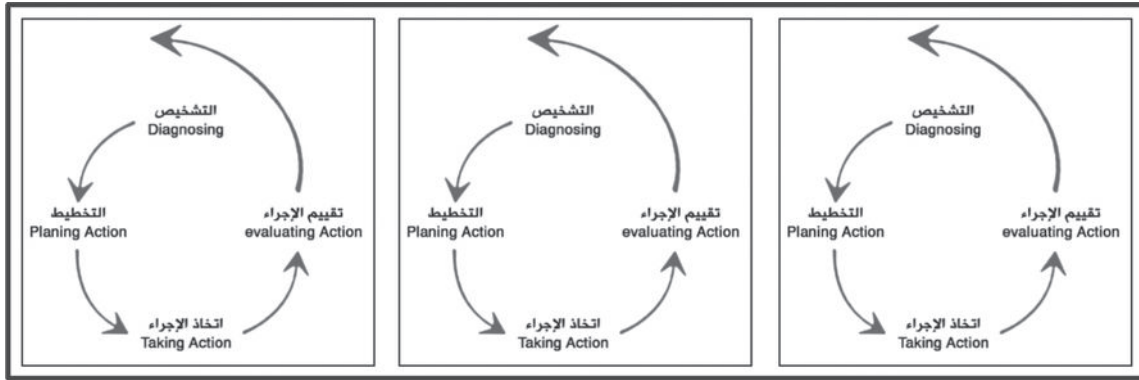 التشخيص
Diagnosing
التخطيط
Planing Action
تقييم الإجراء
evaluating Action
اتخاذ الإجراء
Taking Action
التشخيص
Diagnosing
التخطيط
Planing Action
تقييم الإجراء
evaluating Action
اتخاذ الإجراء
Taking Action
التشخيص
Diagnosing
التخطيط
Planing Action
تقييم الإجراء
evaluating Action
اتخاذ الإجراء
Taking Action